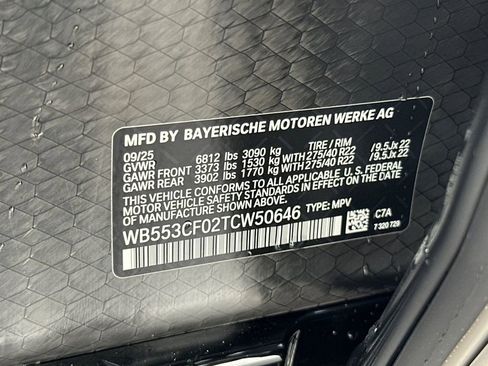 MFD BY BAYERISCHE MOTOREN WERKE AG
09/25 TIRE / RIM
GVWR 6812 lbs 3090 kg
GAWR FRONT 3373 lbs 1530 kg WITH 275/40 R22 /9.5Jx22
GAWR REAR 3902 lbs 1770 kg WITH 275/40 R22 /9.5Jx22
THIS VEHICLE CONFORMS TO ALL APPLICABLE U.S. FEDERAL
MOTOR VEHICLE SAFETY STANDARDS IN EFFECT ON THE DATE
OF MANUFACTURE SHOWN ABOVE.
WB553CF02TCW50646 TYPE: MPV
C7A
7 320 729